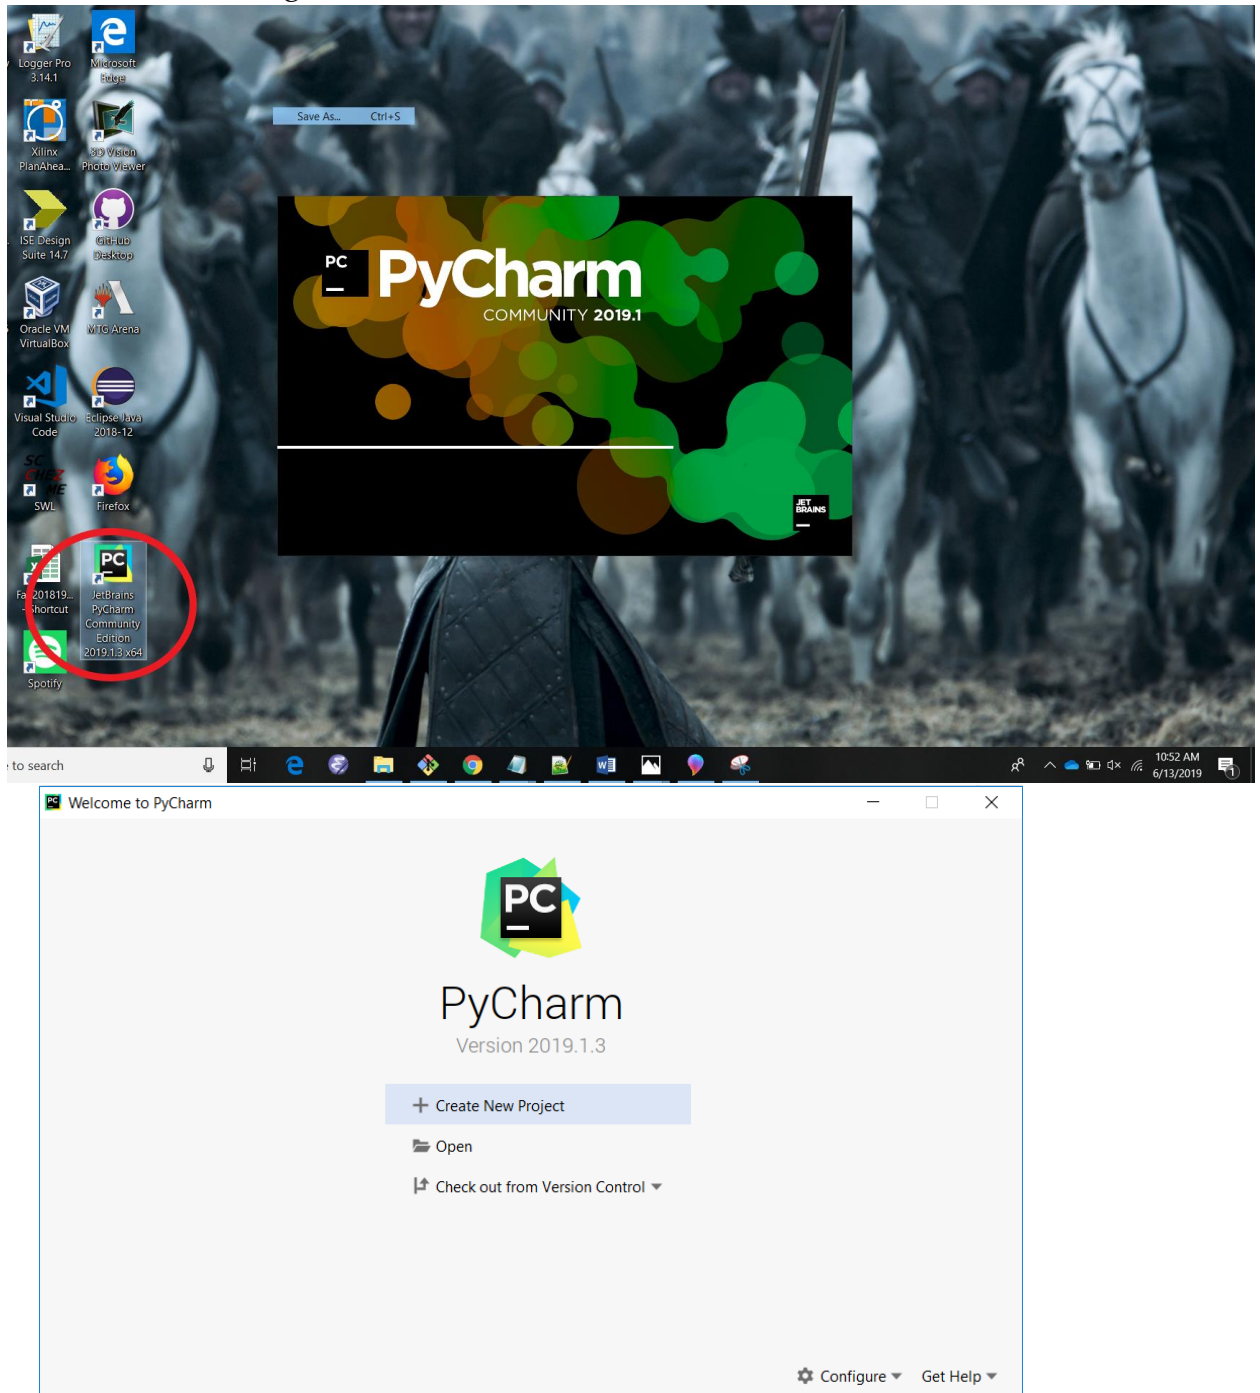 Logger Pro
3.14.1
Microsoft
Edge
Save As...
Ctrl+S
Xilinx
PlanAhea...
3D Vision
Photo Viewer
ISE Design
Suite 14.7
GitHub
Desktop
PC
PyCharm
COMMUNITY 2019.1
Oracle VM
VirtualBox
MTG Arena
Visual Studio
Code
Eclipse Java
2018-12
SWL
Firefox
JET
BRAINS
PC
201819...
- Shortcut
JetBrains
PyCharm
Community
Edition
2019.1.3 x64
Spotify
to search
10:52 AM
6/13/2019
1
Welcome to PyCharm
PC
PyCharm
Version 2019.1.3
Create New Project
Open
Check out from Version Control
Configure
Get Help